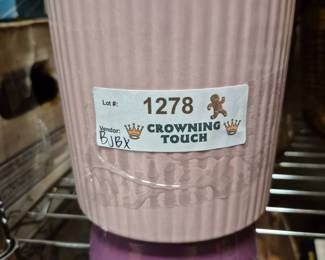 Lot #: 1278
Vendor: BJBX
CROWNING
TOUCH